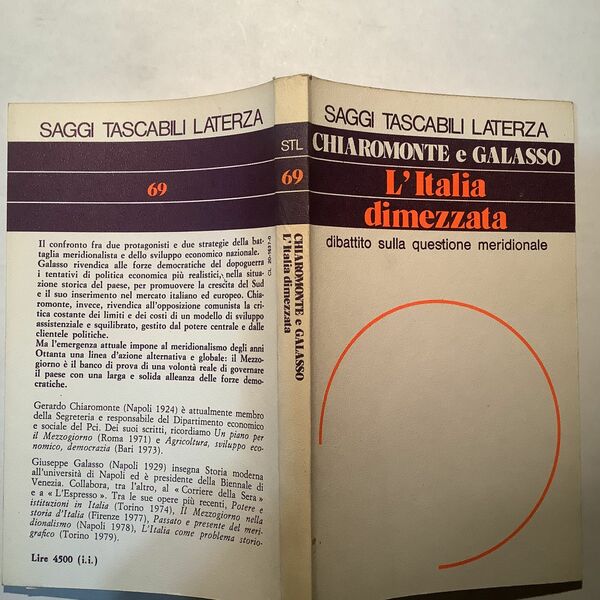 SAGGI TASCABILI LATERZA
69
Il confronto fra due protagonisti e due strategie della bat-
taglia meridionalista e dello sviluppo economico nazionale.
Galasso rivendica alle forze democratiche del dopoguerra
i tentativi di politica economica più realistici, nella situa-
zione storica del paese, per promuovere la crescita del Sud
e il suo inserimento nel mercato italiano ed europeo. Chia-
romonte, invece, rivendica all'opposizione comunista la cri-
tica costante dei limiti e dei costi di un modello di sviluppo
assistenziale e squilibrato, gestito dal potere centrale e dalle
clientele politiche.
Ma l'emergenza attuale impone al meridionalismo degli anni
Ottanta una linea d'azione alternativa e globale: il Mezzo-
giorno è il banco di prova di una volontà reale di governare
il paese con una larga e solida alleanza delle forze demo-
cratiche.
Gerardo Chiaromonte (Napoli 1924) è attualmente membro
della Segreteria e responsabile del Dipartimento economico
e sociale del Pci. Dei suoi scritti, ricordiamo Un piano per
il Mezzogiorno (Roma 1971) e Agricoltura, sviluppo eco-
nomico, democrazia (Bari 1973).
Giuseppe Galasso (Napoli 1929) insegna Storia moderna
all'università di Napoli ed è presidente della Biennale di
Venezia. Collabora, tra l'altro, al « Corriere della Sera »
e a « L'Espresso ». Tra le sue opere più recenti, Potere e
istituzioni in Italia (Torino 1974), Il Mezzogiorno nella
storia d'Italia (Firenze 1977), Passato e presente del meri-
dionalismo (Napoli 1978), L'Italia come problema storio-
grafico (Torino 1979).
Lire 4500 (i.i.)
STL
69
CHIAROMONTE e GALASSO
L'Italia dimezzata
SAGGI TASCABILI LATERZA
CHIAROMONTE e GALASSO
L'Italia
dimezzata
dibattito sulla questione meridionale